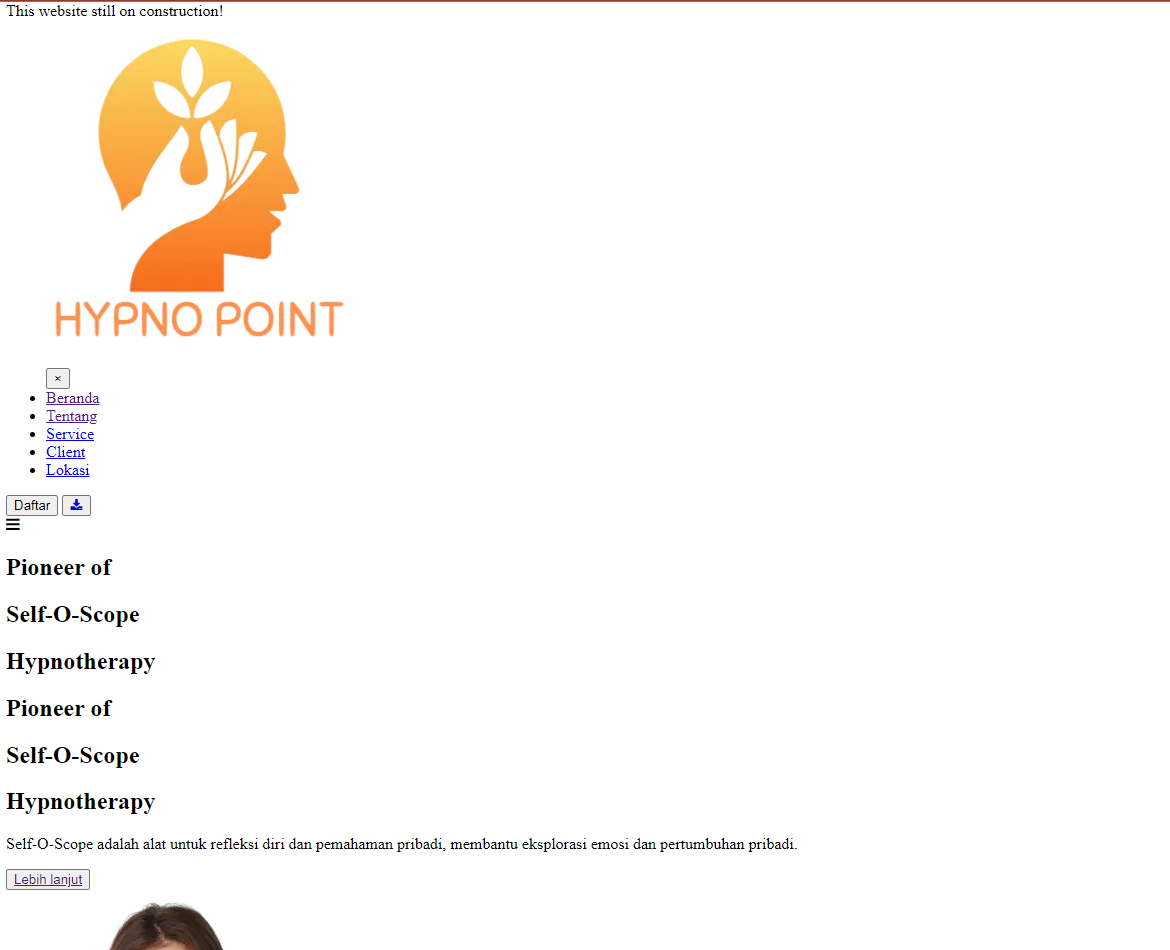 This website still on construction!
HYPNO POINT
×
Beranda
Tentang
Service
Client
Lokasi
Daftar
Pioneer of
Self-O-Scope
Hypnotherapy
Pioneer of
Self-O-Scope
Hypnotherapy
Self-O-Scope adalah alat untuk refleksi diri dan pemahaman pribadi, membantu eksplorasi emosi dan pertumbuhan pribadi.
Lebih lanjut